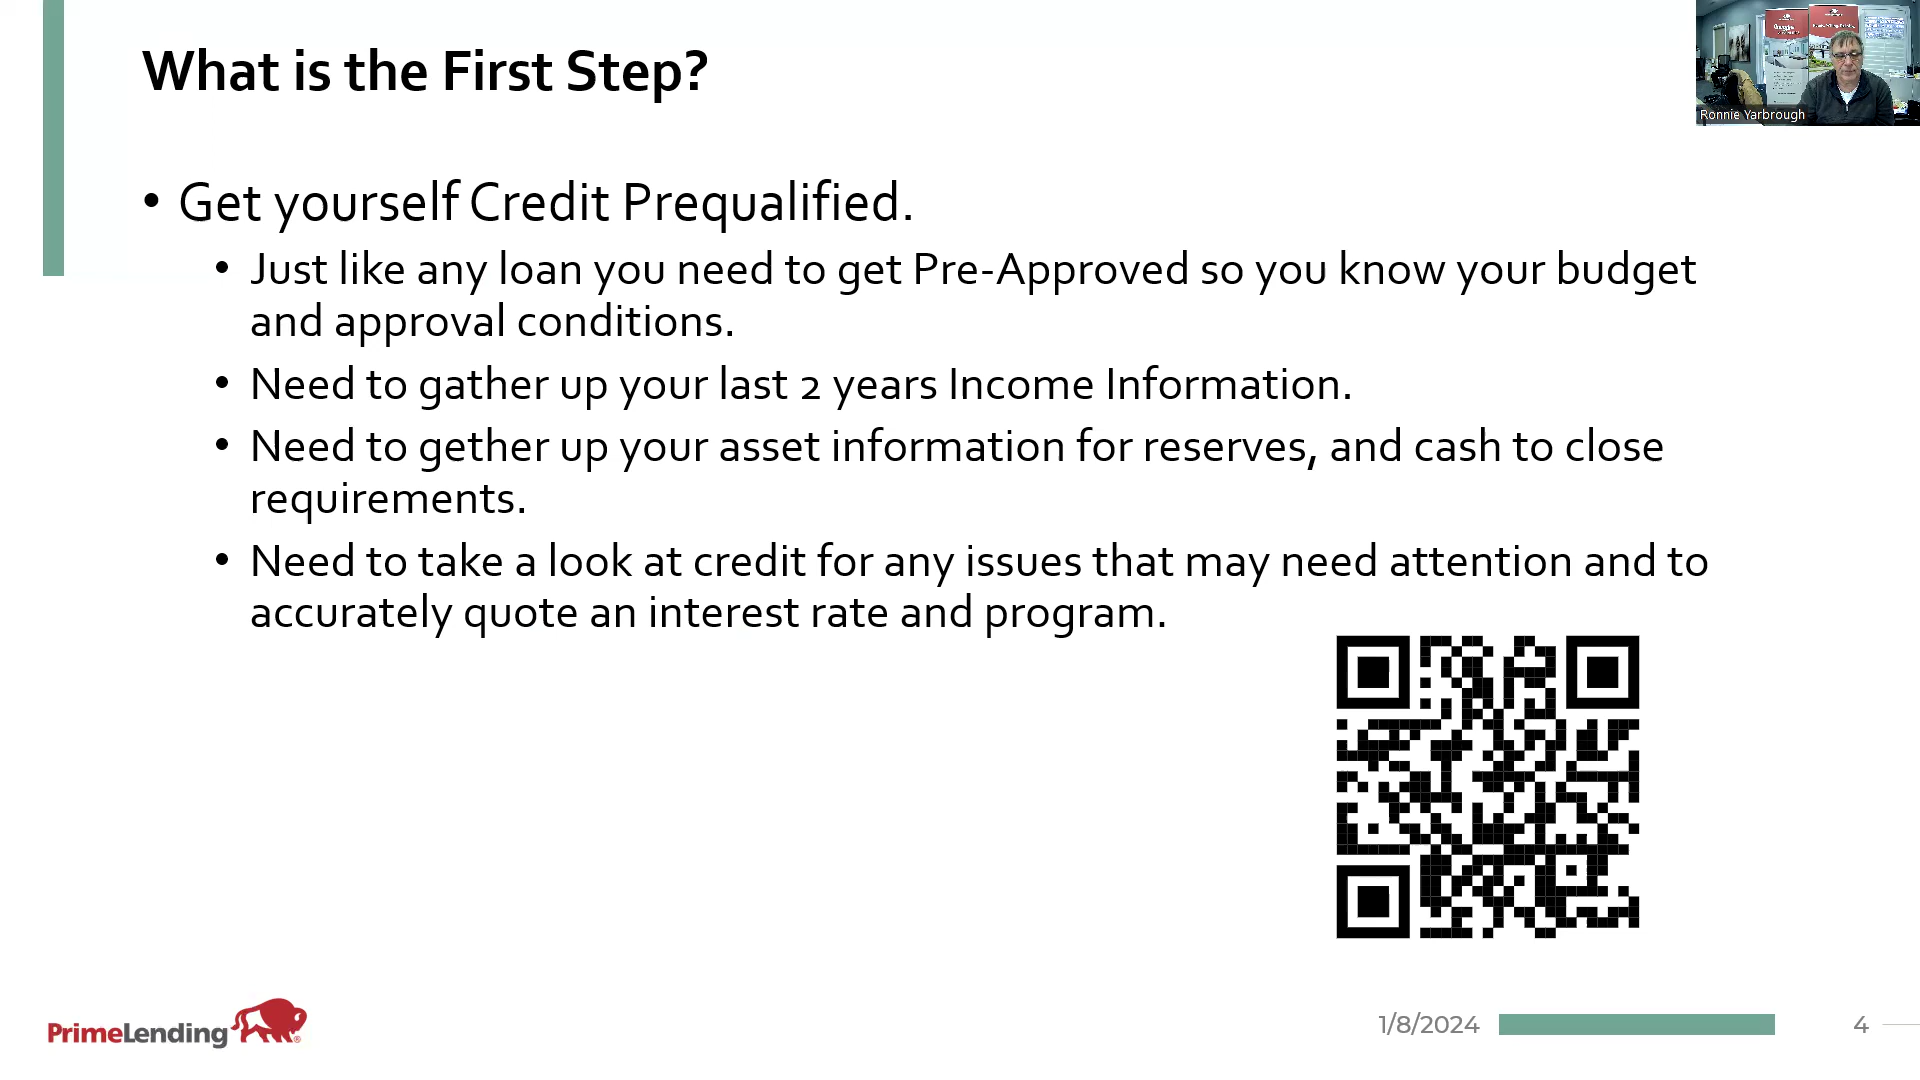 What is the First Step?
Ronnie Yarbrough
• Get yourself Credit Prequalified.
• Just like any loan you need to get Pre-Approved so you know your budget
and approval conditions.
• Need to gather up your last 2 years Income Information.
• Need to gether up your asset information for reserves, and cash to close
requirements.
• Need to take a look at credit for any issues that may need attention and to
accurately quote an interest rate and program.
PrimeLending®
1/8/2024
4